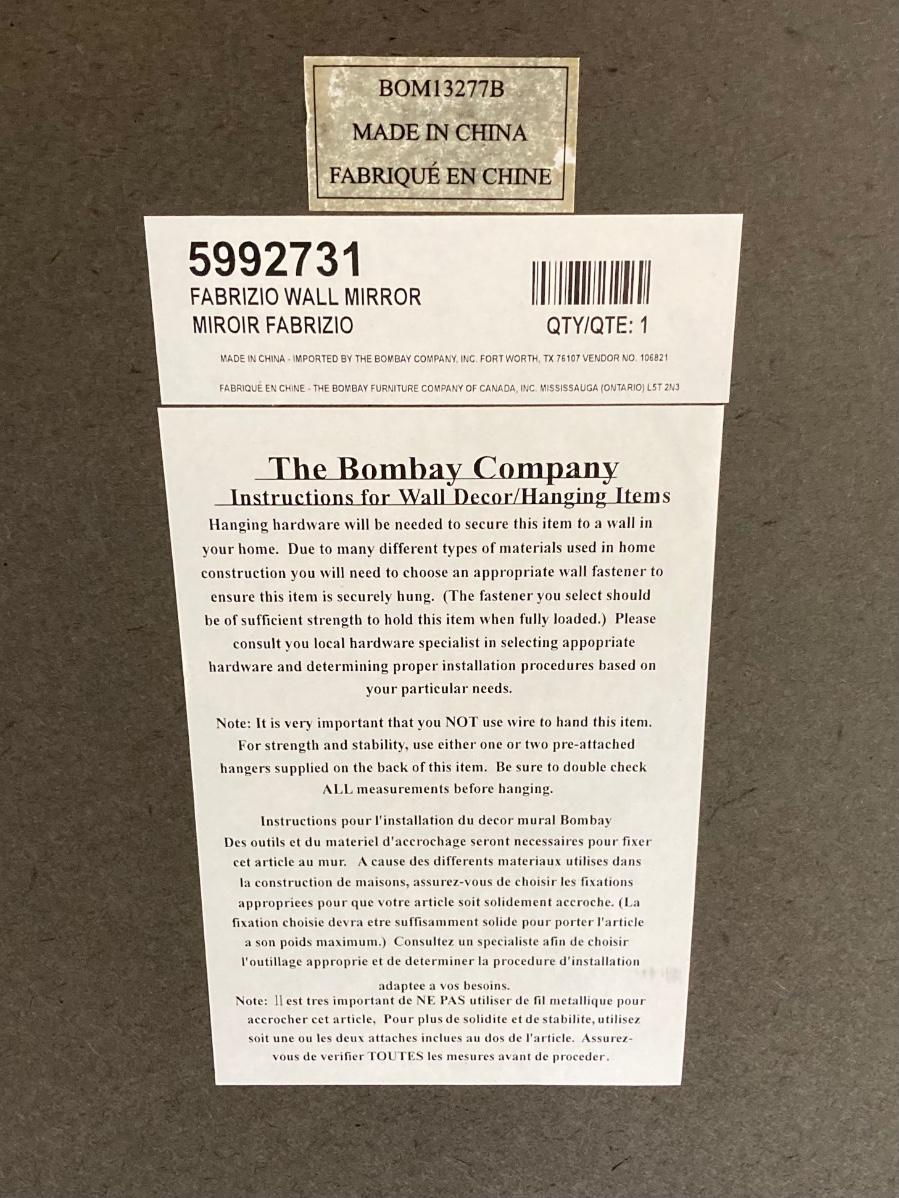 BOM13277B
MADE IN CHINA
FABRIQUÉ EN CHINE
5992731
FABRIZIO WALL MIRROR
MIROIR FABRIZIO
QTY/QTE: 1
MADE IN CHINA - IMPORTED BY THE BOMBAY COMPANY, INC. FORT WORTH, TX 76107 VENDOR NO. 106821
FABRIQUÉ EN CHINE - THE BOMBAY FURNITURE COMPANY OF CANADA, INC. MISSISSAUGA (ONTARIO) L5T 2N3
The Bombay Company
Instructions for Wall Decor/Hanging Items
Hanging hardware will be needed to secure this item to a wall in
your home. Due to many different types of materials used in home
construction you will need to choose an appropriate wall fastener to
ensure this item is securely hung. (The fastener you select should
be of sufficient strength to hold this item when fully loaded.) Please
consult you local hardware specialist in selecting appopriate
hardware and determining proper installation procedures based on
your particular needs.
Note: It is very important that you NOT use wire to hand this item.
For strength and stability, use either one or two pre-attached
hangers supplied on the back of this item. Be sure to double check
ALL measurements before hanging.
Instructions pour l'installation du decor mural Bombay
Des outils et du materiel d'accrochage seront necessaires pour fixer
cet article au mur. A cause des differents materiaux utilises dans
la construction de maisons, assurez-vous de choisir les fixations
appropriees pour que votre article soit solidement accroche. (La
fixation choisie devra etre suffisamment solide pour porter l'article
a son poids maximum.) Consultez un specialiste afin de choisir
l'outillage approprie et de determiner la procedure d'installation
adaptee a vos besoins.
Note: Il est tres important de NE PAS utiliser de fil metallique pour
accrocher cet article, Pour plus de solidite et de stabilite, utilisez
soit une ou les deux attaches inclues au dos de l'article. Assurez-
vous de verifier TOUTES les mesures avant de proceder.